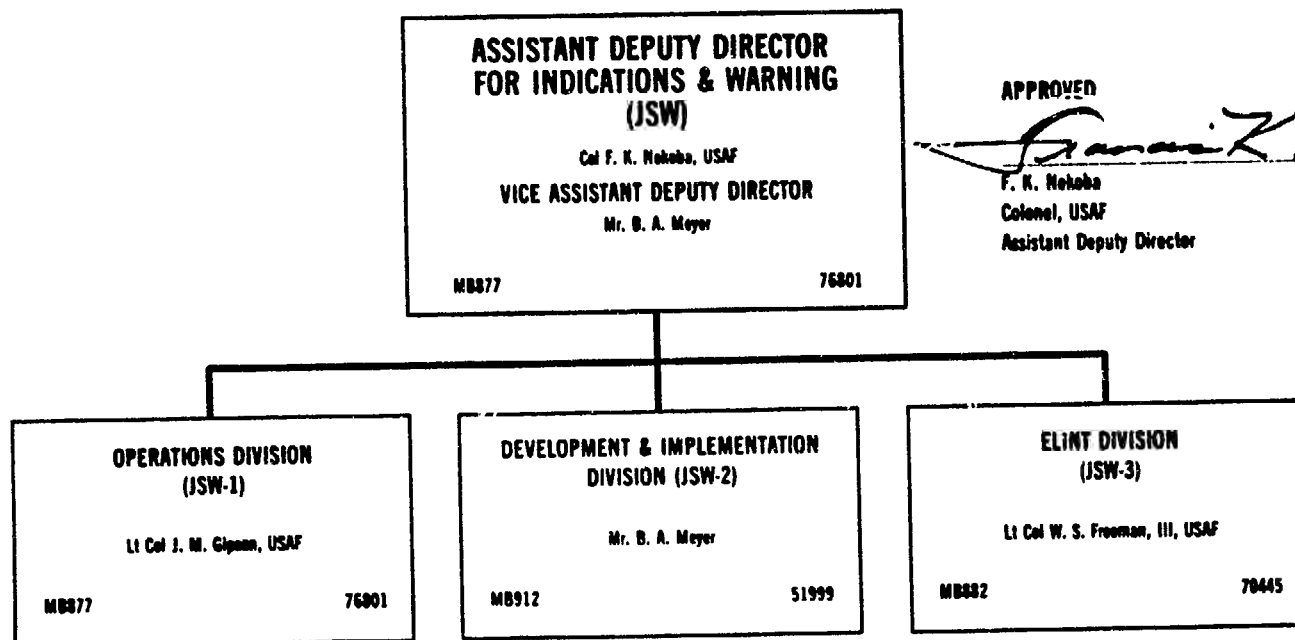 ASSISTANT DEPUTY DIRECTOR
FOR INDICATIONS & WARNING
(JSW)
Col F. K. Nekoba, USAF
VICE ASSISTANT DEPUTY DIRECTOR
Mr. B. A. Meyer
MB877 76801
APPROVED
F. K. Nekoba
Colonel, USAF
Assistant Deputy Director
OPERATIONS DIVISION
(JSW-1)
Lt Col J. M. Gipson, USAF
MB877 76801
DEVELOPMENT & IMPLEMENTATION
DIVISION (JSW-2)
Mr. B. A. Meyer
MB912 51999
ELINT DIVISION
(JSW-3)
Lt Col W. S. Freeman, III, USAF
MB882 70445